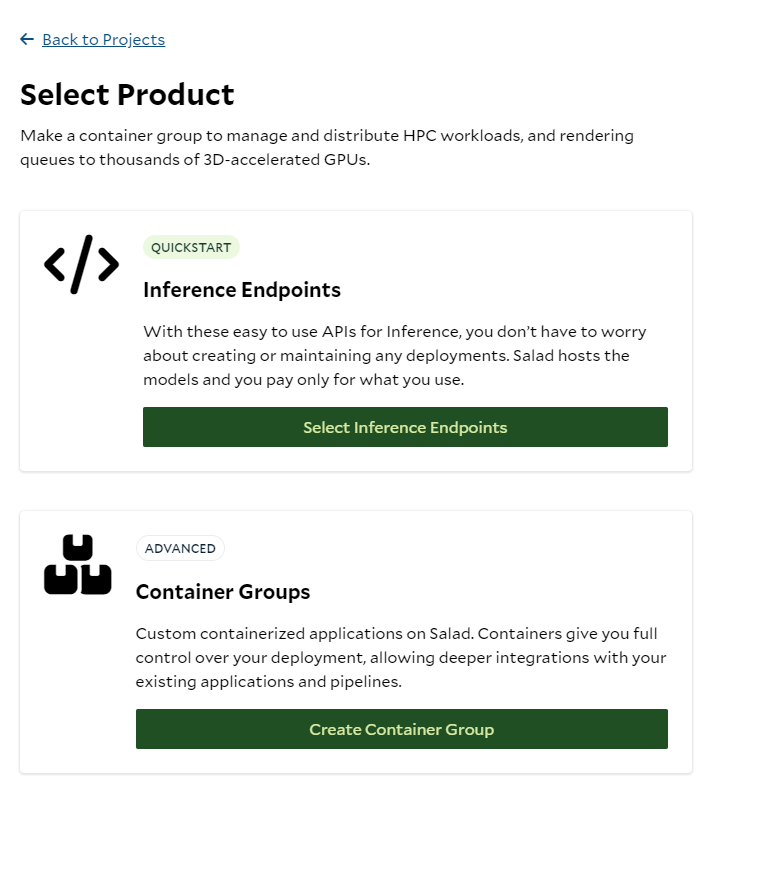 Back to Projects
Select Product
Make a container group to manage and distribute HPC workloads, and rendering
queues to thousands of 3D-accelerated GPUs.
QUICKSTART
Inference Endpoints
With these easy to use APIs for Inference, you don’t have to worry
about creating or maintaining any deployments. Salad hosts the
models and you pay only for what you use.
Select Inference Endpoints
ADVANCED
Container Groups
Custom containerized applications on Salad. Containers give you full
control over your deployment, allowing deeper integrations with your
existing applications and pipelines.
Create Container Group